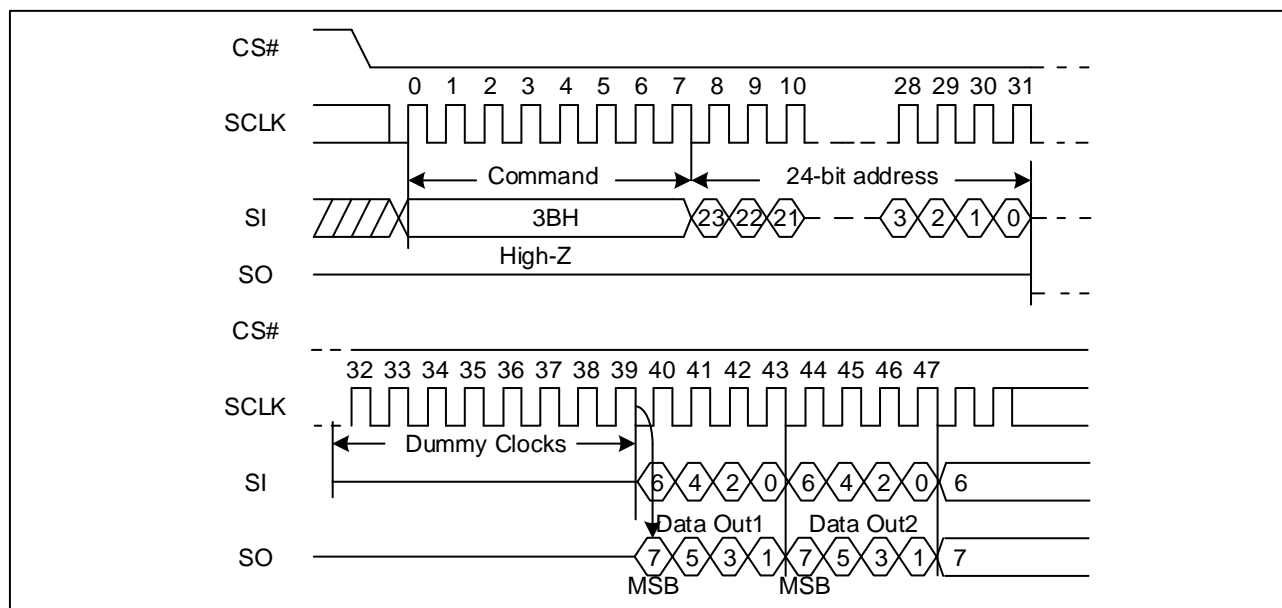 CS#
0 1 2 3 4 5 6 7 8 9 10 28 29 30 31
SCLK
Command 24-bit address
SI 3BH 23 22 21 3 2 1 0
High-Z
SO
CS#
32 33 34 35 36 37 38 39 40 41 42 43 44 45 46 47
SCLK
Dummy Clocks
SI 6 4 2 0 6 4 2 0 6
Data Out1 Data Out2
SO 7 5 3 1 7 5 3 1 7
MSB MSB